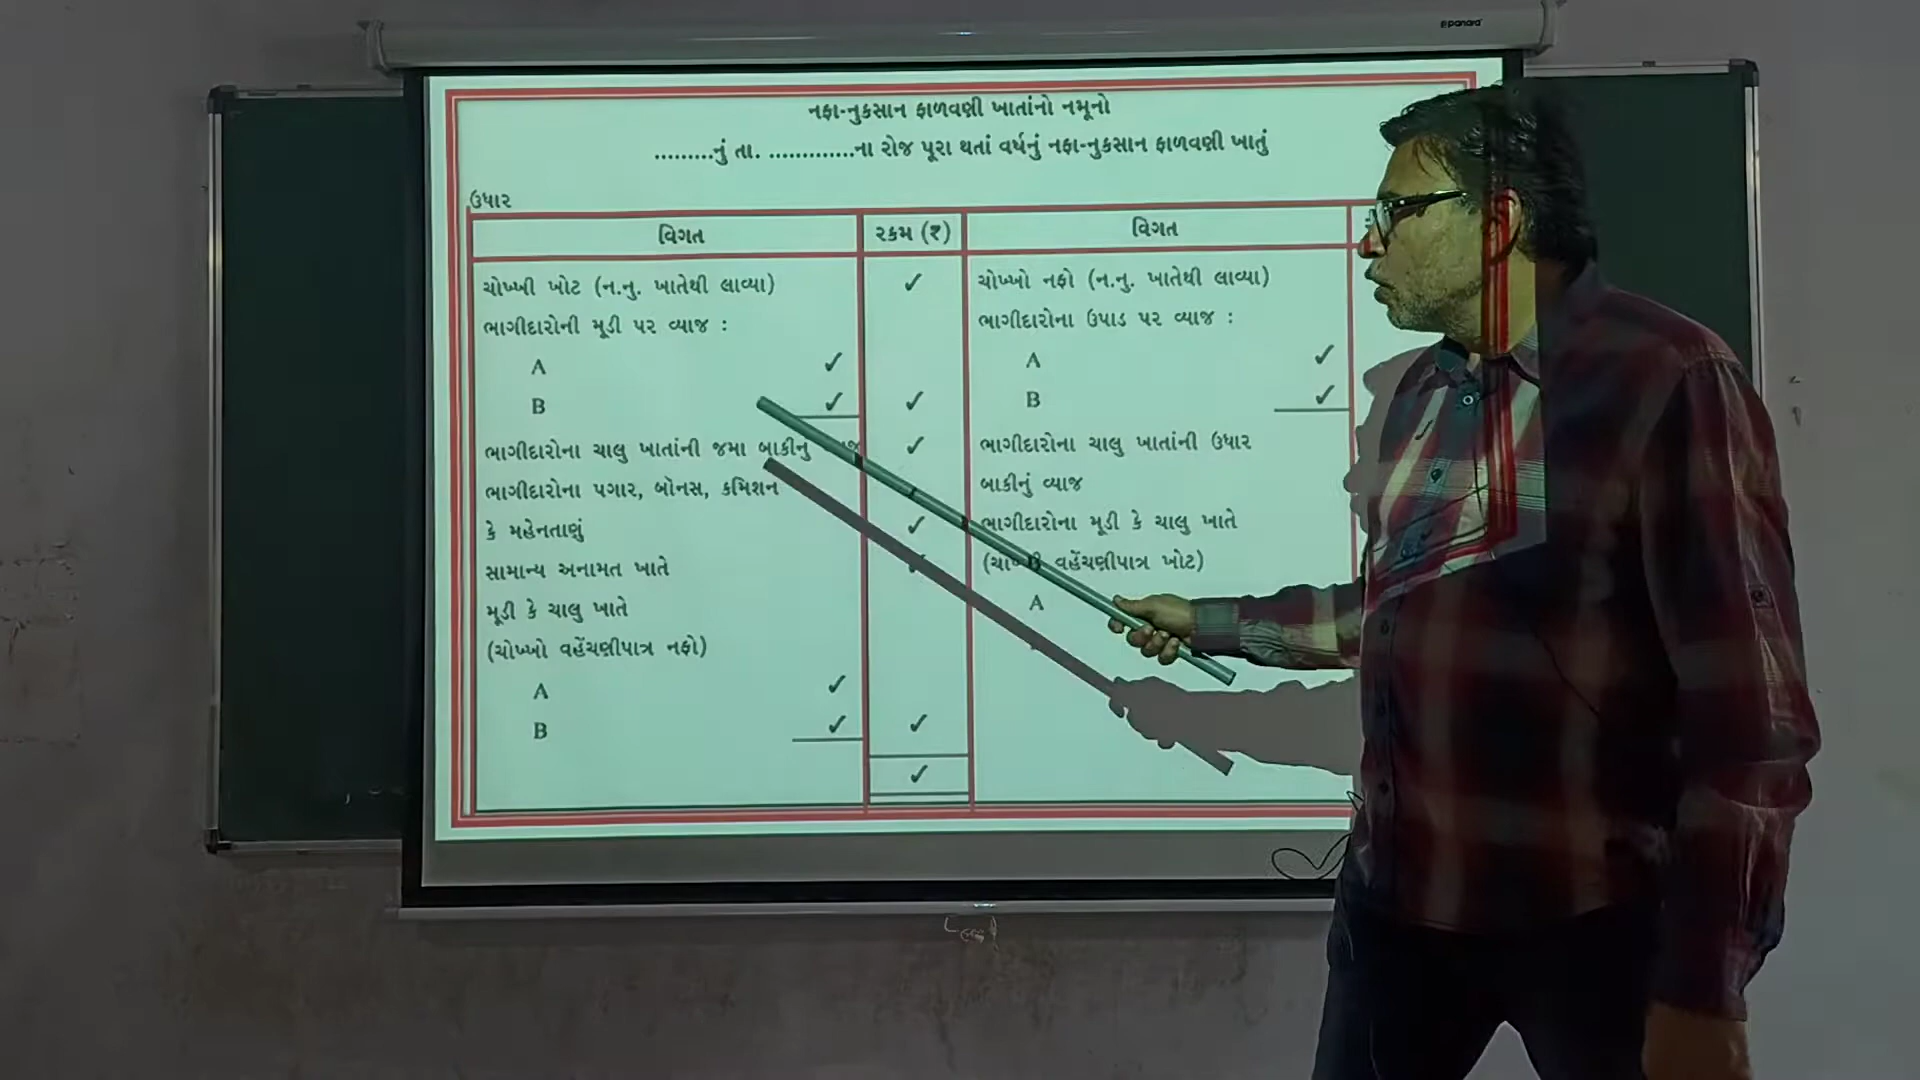 panara
નફા-નુકસાન ફાળવણી ખાતાંનો નમૂનો
.........નું તા. .............ના રોજ પૂરા થતાં વર્ષનું નફા-નુકસાન ફાળવણી ખાતું
ઉધાર
વિગત
રકમ (₹)
વિગત
ચોખ્ખી ખોટ (ન.નુ. ખાતેથી લાવ્યા) ✓
ભાગીદારોની મૂડી પર વ્યાજ :
A ✓
B ✓ ✓
ભાગીદારોના ચાલુ ખાતાંની જમા બાકીનુ ✓
ભાગીદારોના પગાર, બૉનસ, કમિશન
કે મહેનતાણું ✓
સામાન્ય અનામત ખાતે
મૂડી કે ચાલુ ખાતે
(ચોખ્ખો વહેંચણીપાત્ર નફો)
A ✓
B ✓ ✓
✓
ચોખ્ખો નફો (ન.નુ. ખાતેથી લાવ્યા)
ભાગીદારોના ઉપાડ પર વ્યાજ :
A ✓
B ✓
ભાગીદારોના ચાલુ ખાતાંની ઉધાર
બાકીનું વ્યાજ
ભાગીદારોના મૂડી કે ચાલુ ખાતે
વહેંચણીપાત્ર ખોટ)
A